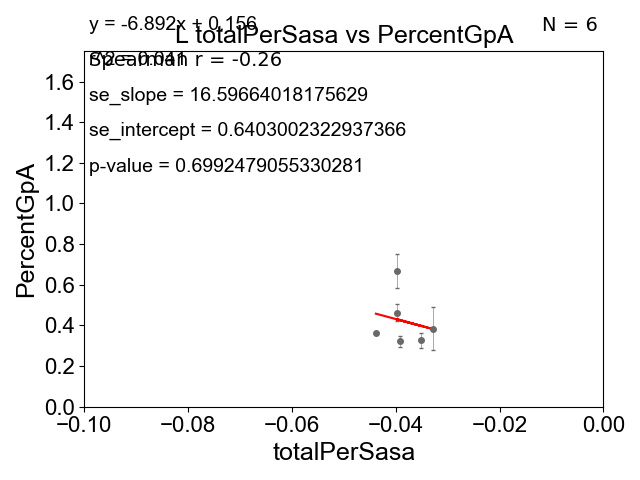 y = -6.892x + 0.156
L totalPerSasa vs PercentGpA
N = 6
Spearman r = -0.26
se_slope = 16.59664018175629
se_intercept = 0.6403002322937366
p-value = 0.6992479055330281
PercentGpA
1.6
1.4
1.2
1.0
0.8
0.6
0.4
0.2
0.0
−0.10 −0.08 −0.06 −0.04 −0.02 0.00
totalPerSasa